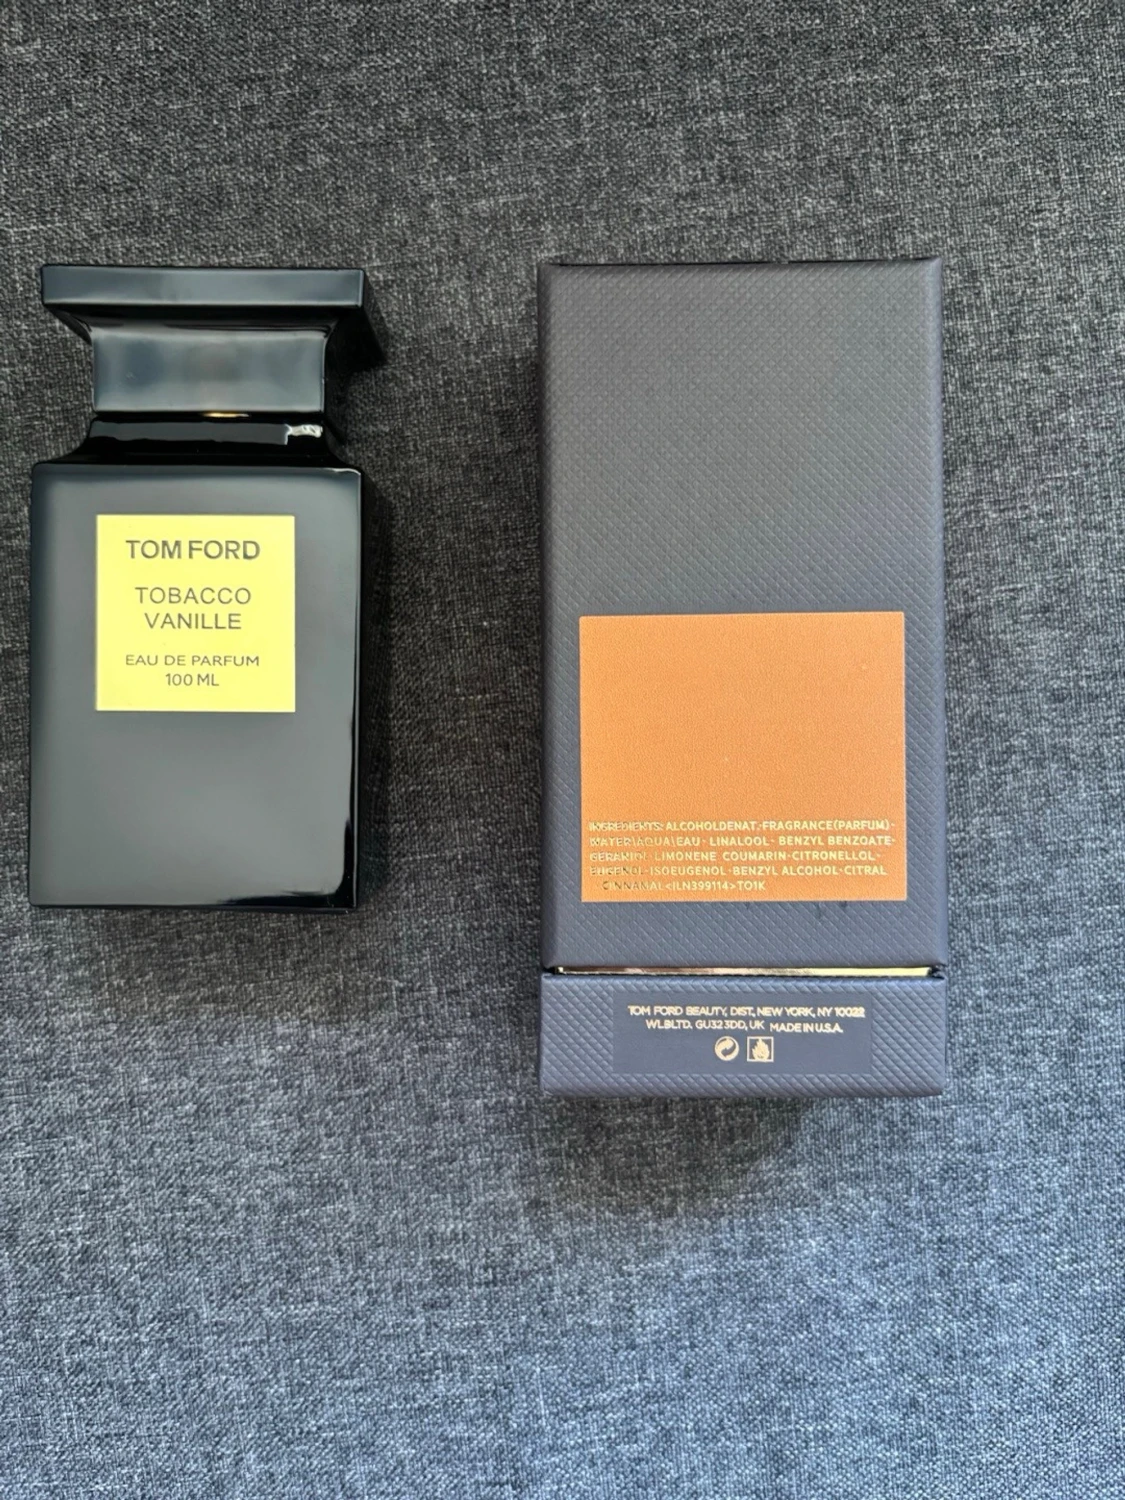 TOM FORD
TOBACCO
VANILLE
EAU DE PARFUM
100 ML
INGREDIENTS: ALCOHOLDENAT·FRAGRANCE(PARFUM)·
WATER\AQUA\EAU · LINALOOL · BENZYL BENZOATE·
GERANIOL·LIMONENE COUMARIN·CITRONELLOL·
EUGENOL·ISOEUGENOL·BENZYL ALCOHOL·CITRAL
CINNAMAL<ILN399114>TO1K
TOM FORD BEAUTY, DIST, NEW YORK, NY 10022
WLBLTD. GU32 3DD, UK MADE IN U.S.A.